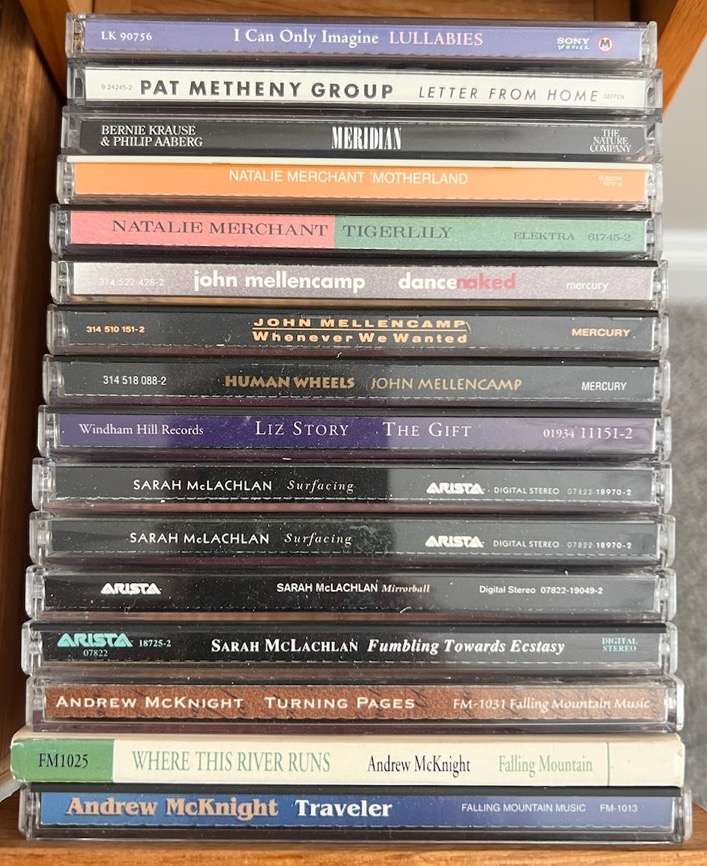 LK 90756 I Can Only Imagine LULLABIES SONY WONDER M
9 24245-2 PAT METHENY GROUP LETTER FROM HOME GEFFEN
BERNIE KRAUSE
& PHILIP AABERG
MERIDIAN
THE
NATURE
COMPANY
NATALIE MERCHANT MOTHERLAND ELEKTRA
NATALIE MERCHANT TIGERLILY ELEKTRA 61745-2
314 522-428-2 john mellencamp dancenaked mercury
314 510 151-2
JOHN MELLENCAMP
Whenever We Wanted
MERCURY
314 518 088-2 HUMAN WHEELS JOHN MELLENCAMP MERCURY
Windham Hill Records LIZ STORY THE GIFT 01934 11151-2
SARAH McLACHLAN Surfacing ARISTA. DIGITAL STEREO 07822-18970-2
SARAH McLACHLAN Surfacing ARISTA. DIGITAL STEREO 07822-18970-2
ARISTA. SARAH McLACHLAN Mirrorball Digital Stereo 07822-19049-2
ARISTA 18725-2
07822
SARAH McLACHLAN Fumbling Towards Ecstasy
DIGITAL
STEREO
ANDREW McKNIGHT TURNING PAGES FM-1031 Falling Mountain Music
FM1025 WHERE THIS RIVER RUNS Andrew McKnight Falling Mountain
Andrew McKnight Traveler FALLING MOUNTAIN MUSIC FM-1013